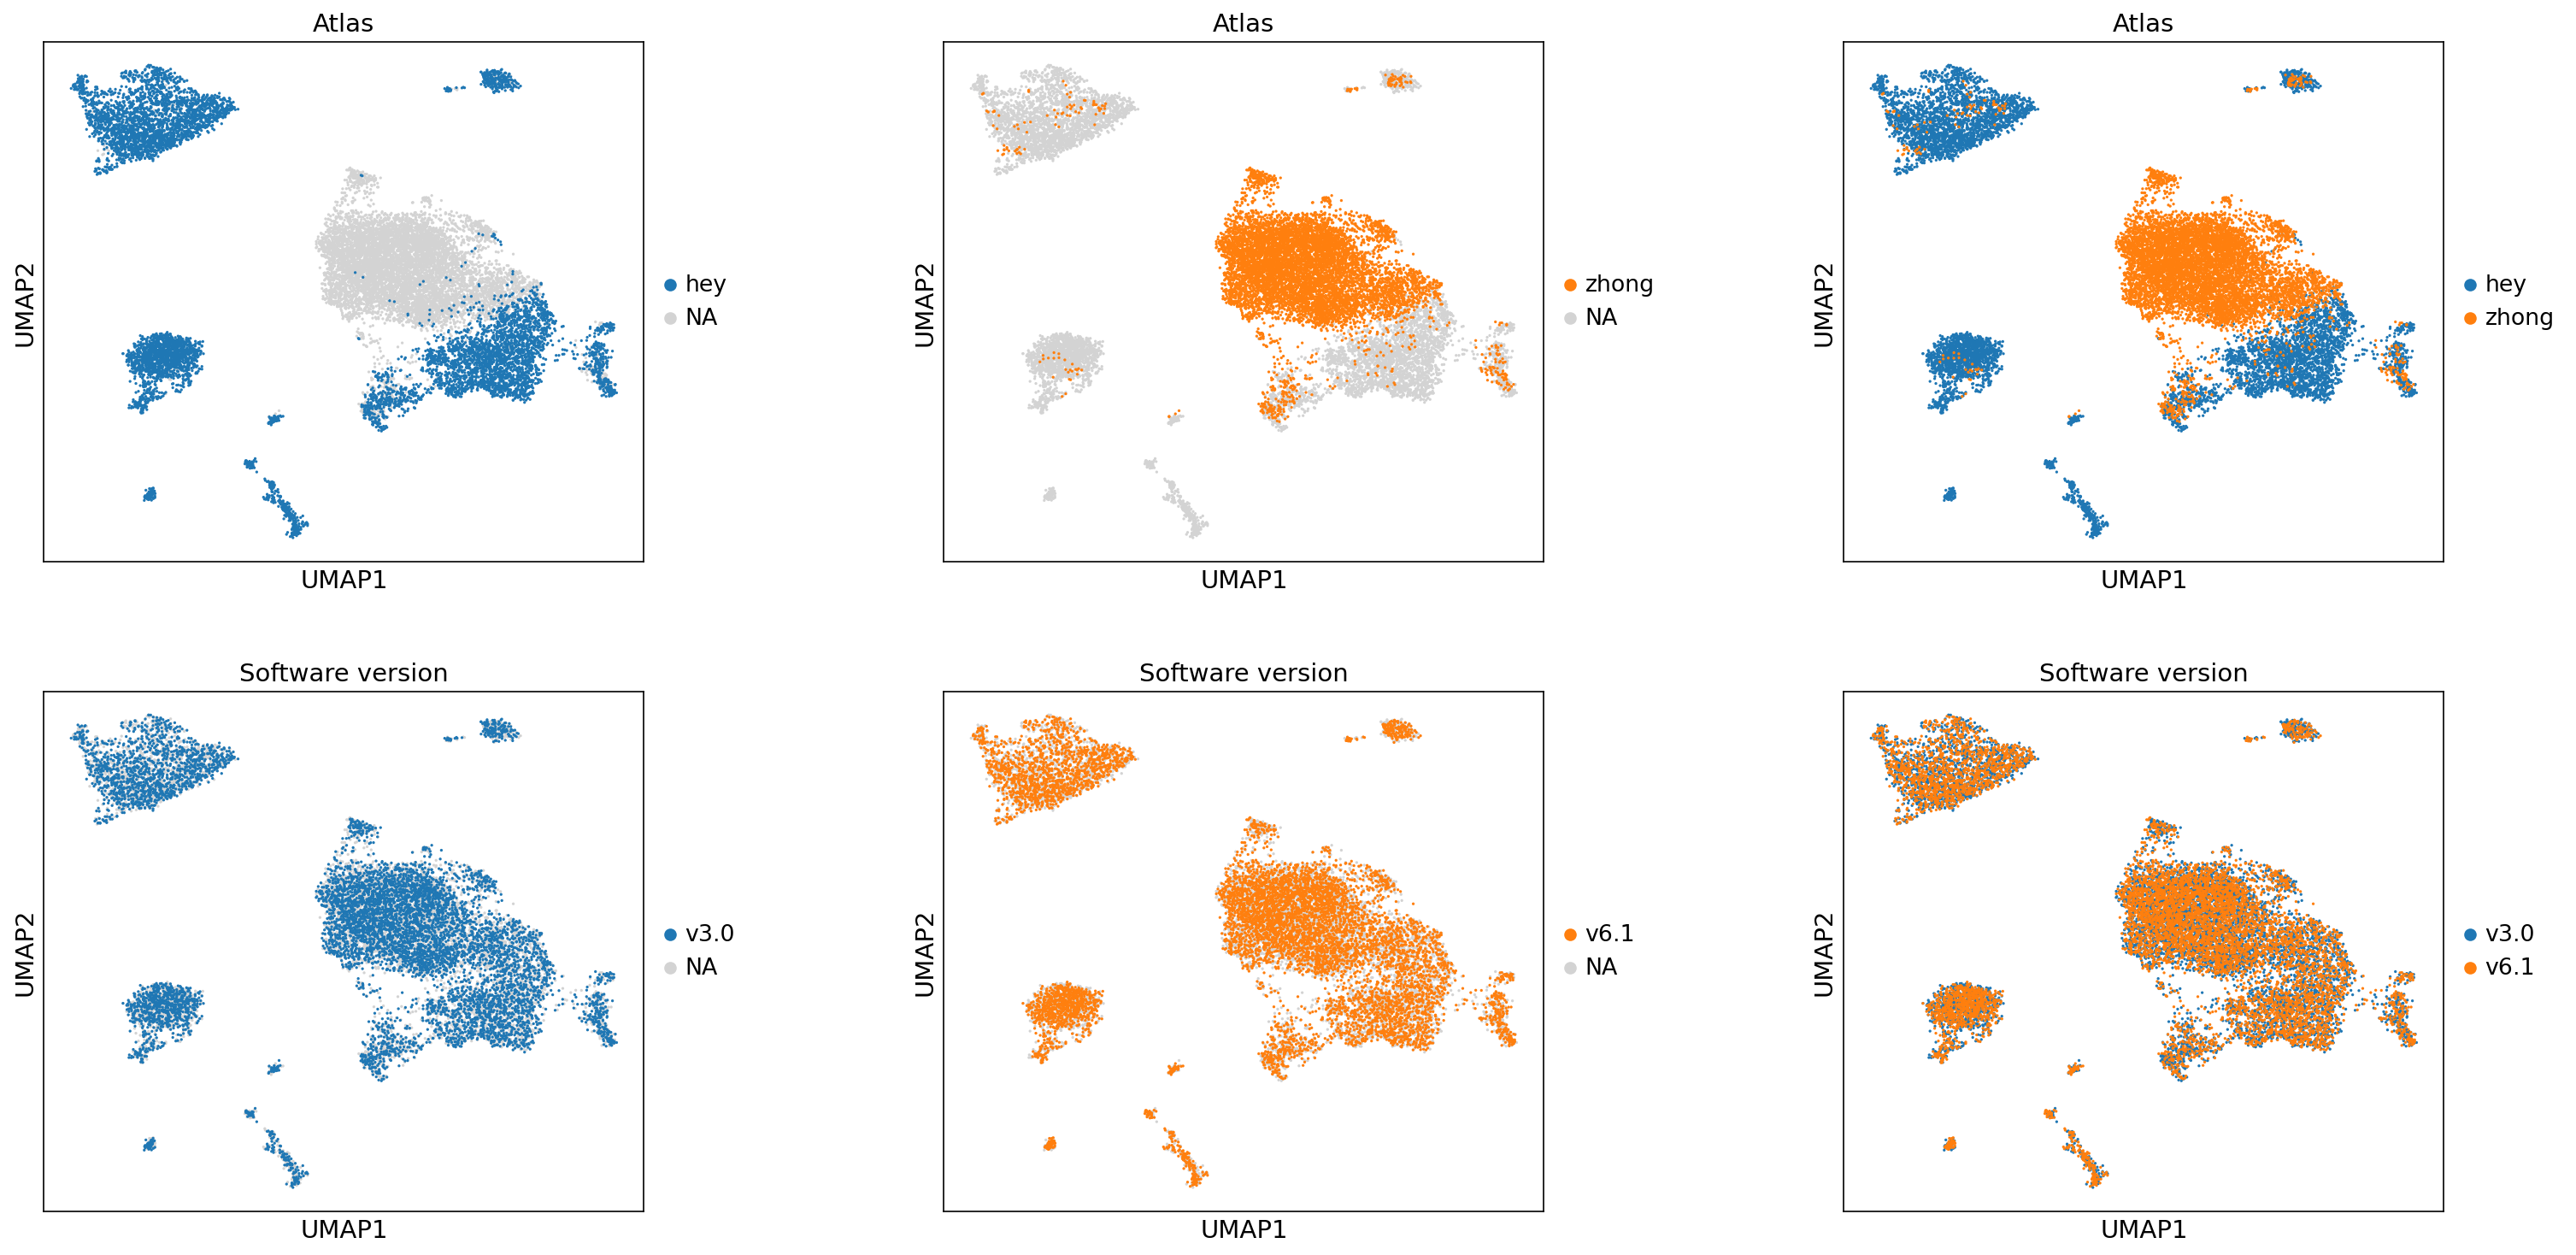 Atlas
Atlas
Atlas
UMAP2
hey
NA
UMAP2
zhong
NA
UMAP2
hey
zhong
UMAP1
UMAP1
UMAP1
Software version
Software version
Software version
UMAP2
v3.0
NA
UMAP2
v6.1
NA
UMAP2
v3.0
v6.1
UMAP1
UMAP1
UMAP1